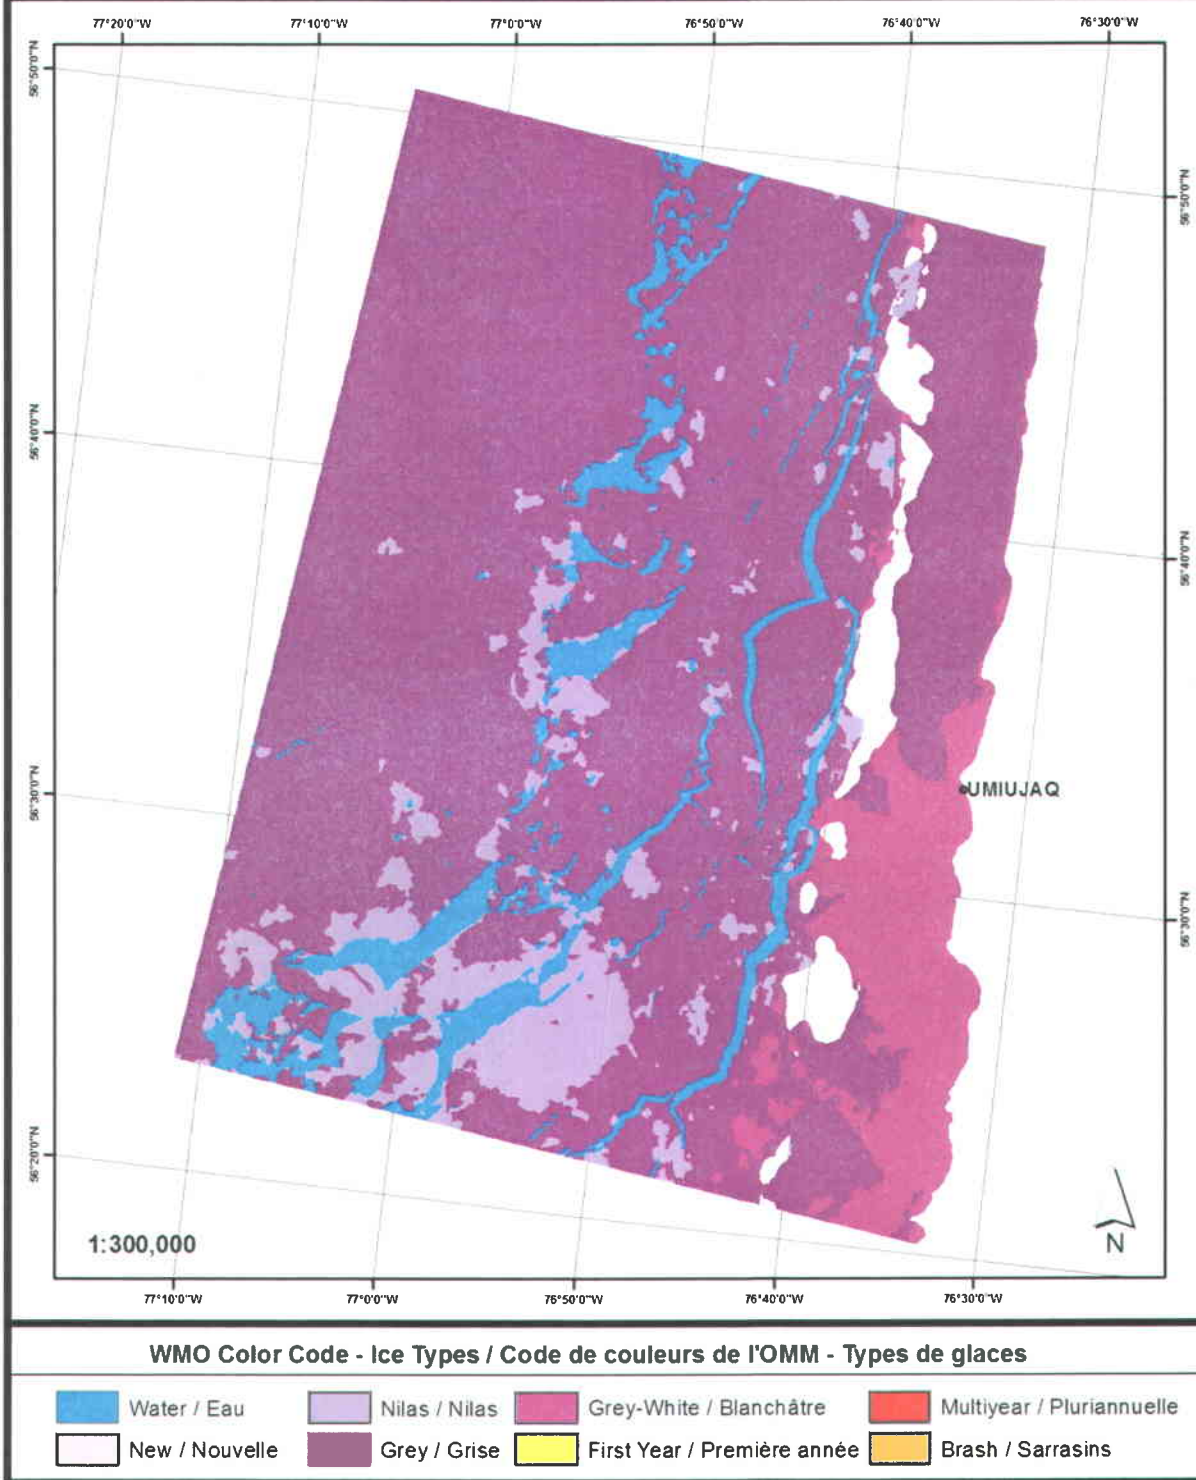 77°20'0"W 77°10'0"W 77°0'0"W 76°50'0"W 76°40'0"W 76°30'0"W
56°50'0"N
56°50'0"N
56°40'0"N
56°40'0"N
56°30'0"N
UMIUJAQ
56°30'0"N
56°20'0"N
1:300,000
N
77°10'0"W 77°0'0"W 76°50'0"W 76°40'0"W 76°30'0"W
WMO Color Code - Ice Types / Code de couleurs de l'OMM - Types de glaces
Water / Eau Nilas / Nilas Grey-White / Blanchâtre Multiyear / Pluriannuelle
New / Nouvelle Grey / Grise First Year / Première année Brash / Sarrasins